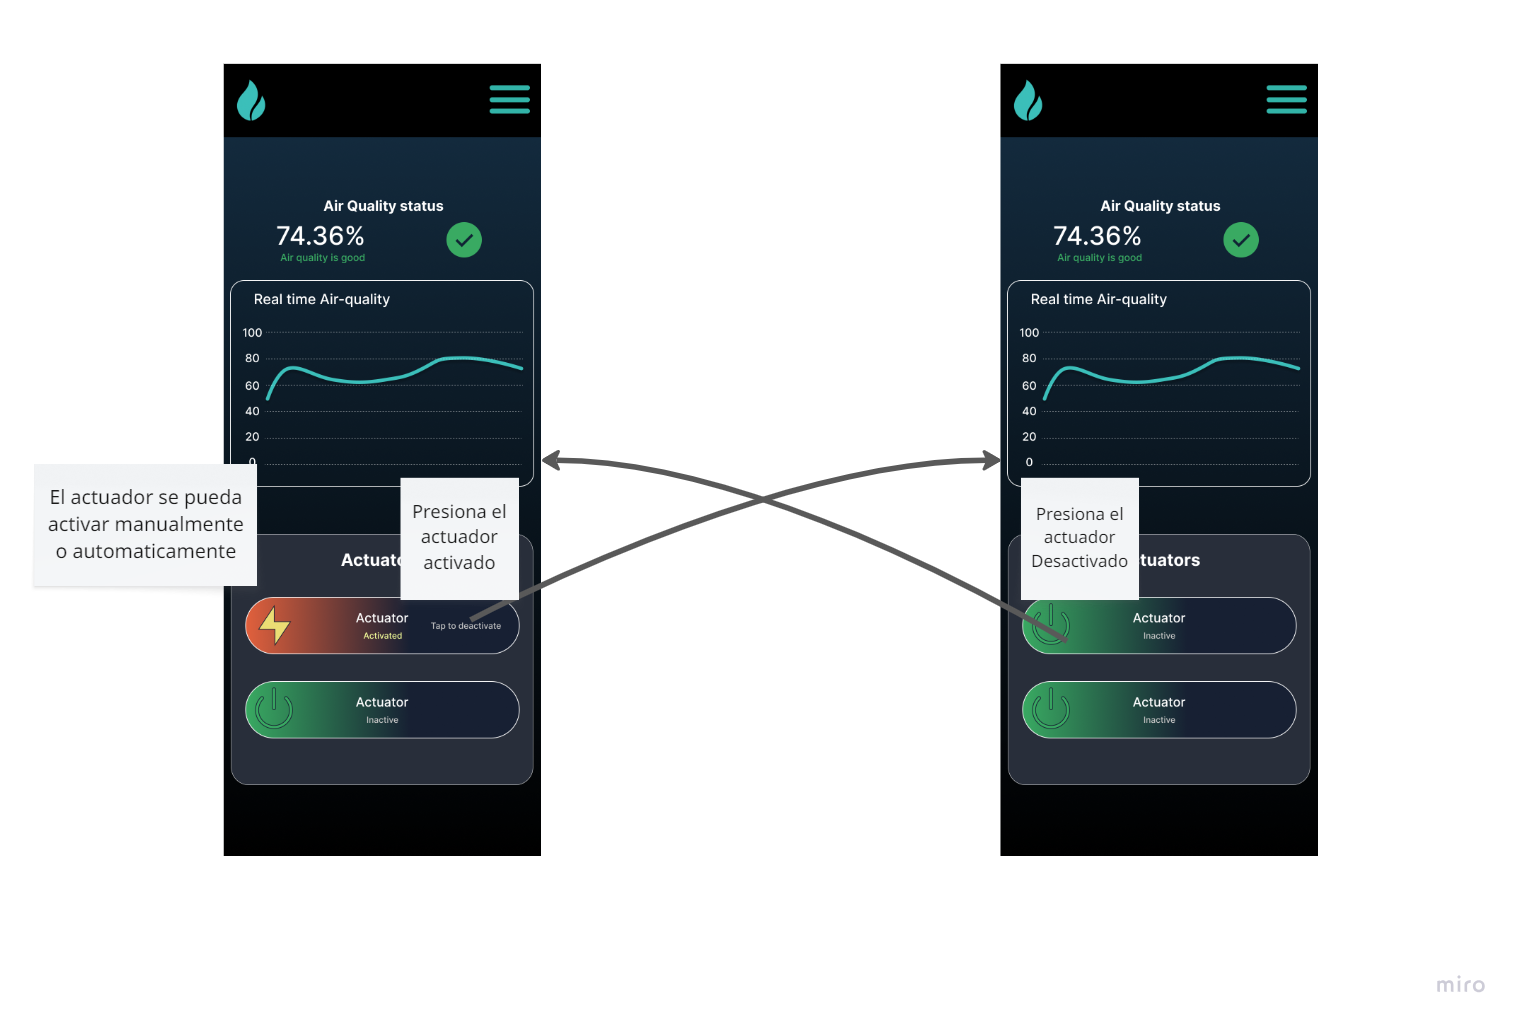 Air Quality status
74.36%
Air quality is good
Real time Air-quality
100
80
60
40
20
0
El actuador se pueda
activar manualmente
o automaticamente
Presiona el
actuador
activado
Actuato
Actuator
Activated
Tap to deactivate
Actuator
Inactive
Air Quality status
74.36%
Air quality is good
Real time Air-quality
100
80
60
40
20
0
Presiona el
actuador
Desactivado
tuators
Actuator
Inactive
Actuator
Inactive
miro